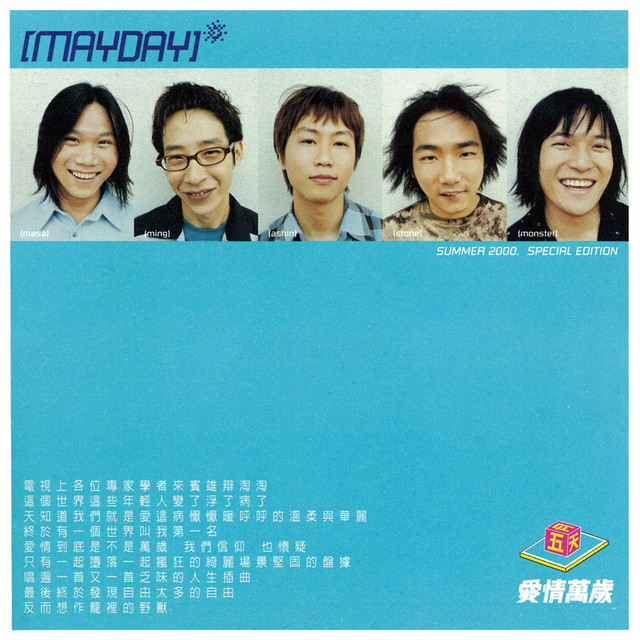 [MAYDAY]
[masa]
[ming]
[ashin]
[stone]
[monster]
SUMMER 2000. SPECIAL EDITION
電視上各位專家學者來賓雄辯滔滔
這個世界這些年輕人變了浮了病了
天知道我們就是愛這病懨懨暖呼呼的溫柔與華麗
終於有一個世界叫我第一名
愛情到底是不是萬歲 我們信仰 也懷疑
只有一起墮落一起瘋狂的綺麗場景堅固的盤據
唱過一首又一首乏味的人生插曲
最後終於發現自由太多的自由
反而想作龍裡的野獸
五
天
愛情萬歲